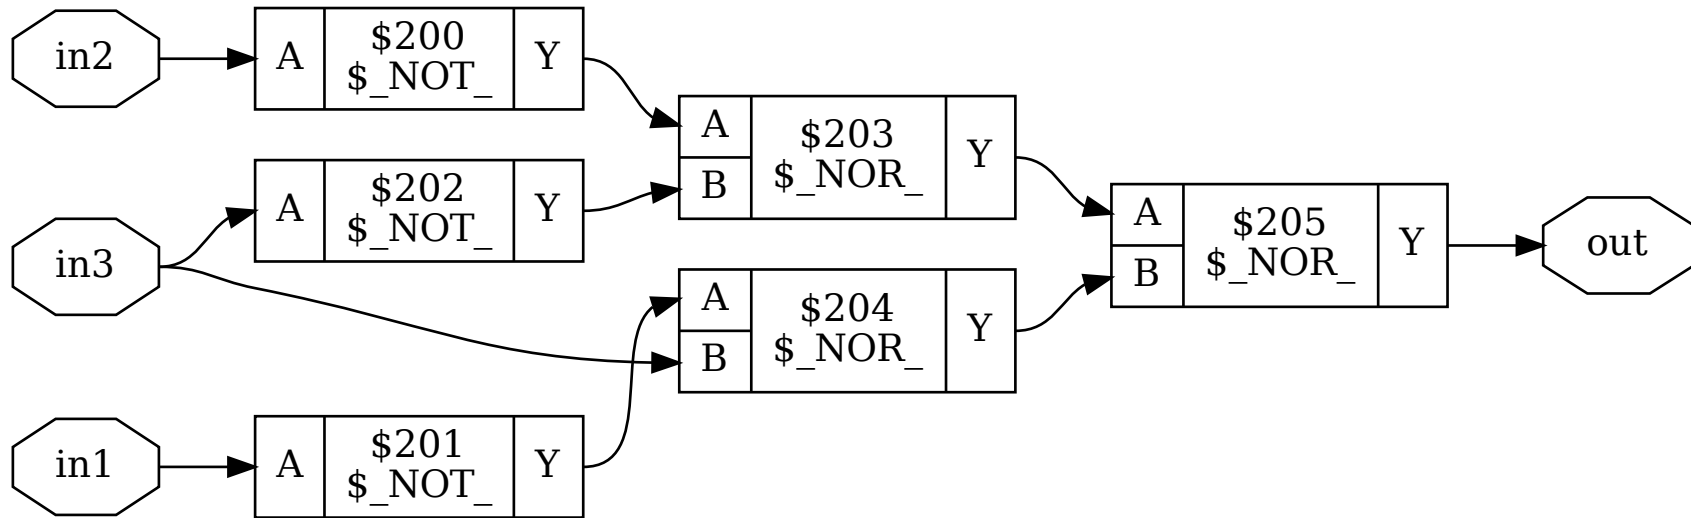 in2
A
$200
$_NOT_
Y
in3
A
$202
$_NOT_
Y
in1
A
$201
$_NOT_
Y
A
B
$203
$_NOR_
Y
A
B
$204
$_NOR_
Y
A
B
$205
$_NOR_
Y
out